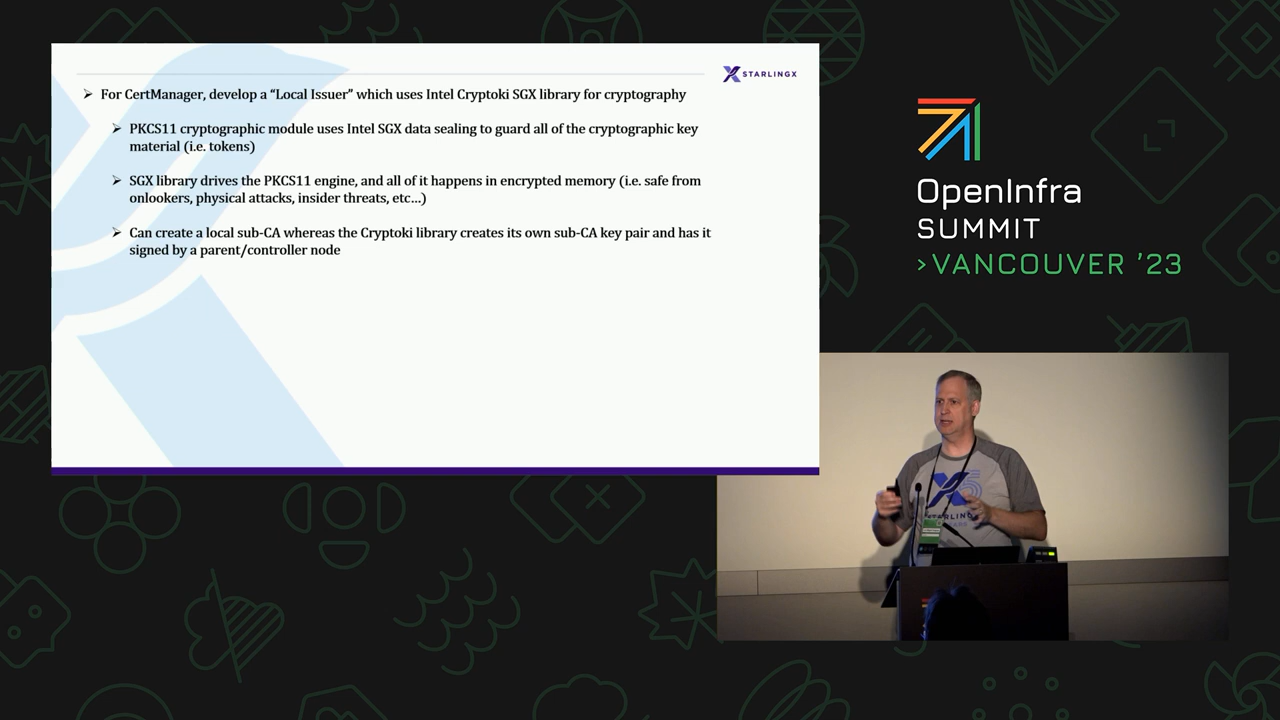 STARLINGX
➢ For CertManager, develop a “Local Issuer” which uses Intel Cryptoki SGX library for cryptography
➢ PKCS11 cryptographic module uses Intel SGX data sealing to guard all of the cryptographic key
material (i.e. tokens)
➢ SGX library drives the PKCS11 engine, and all of it happens in encrypted memory (i.e. safe from
onlookers, physical attacks, insider threats, etc…)
➢ Can create a local sub-CA whereas the Cryptoki library creates its own sub-CA key pair and has it
signed by a parent/controller node
OpenInfra
SUMMIT
>VANCOUVER ’23